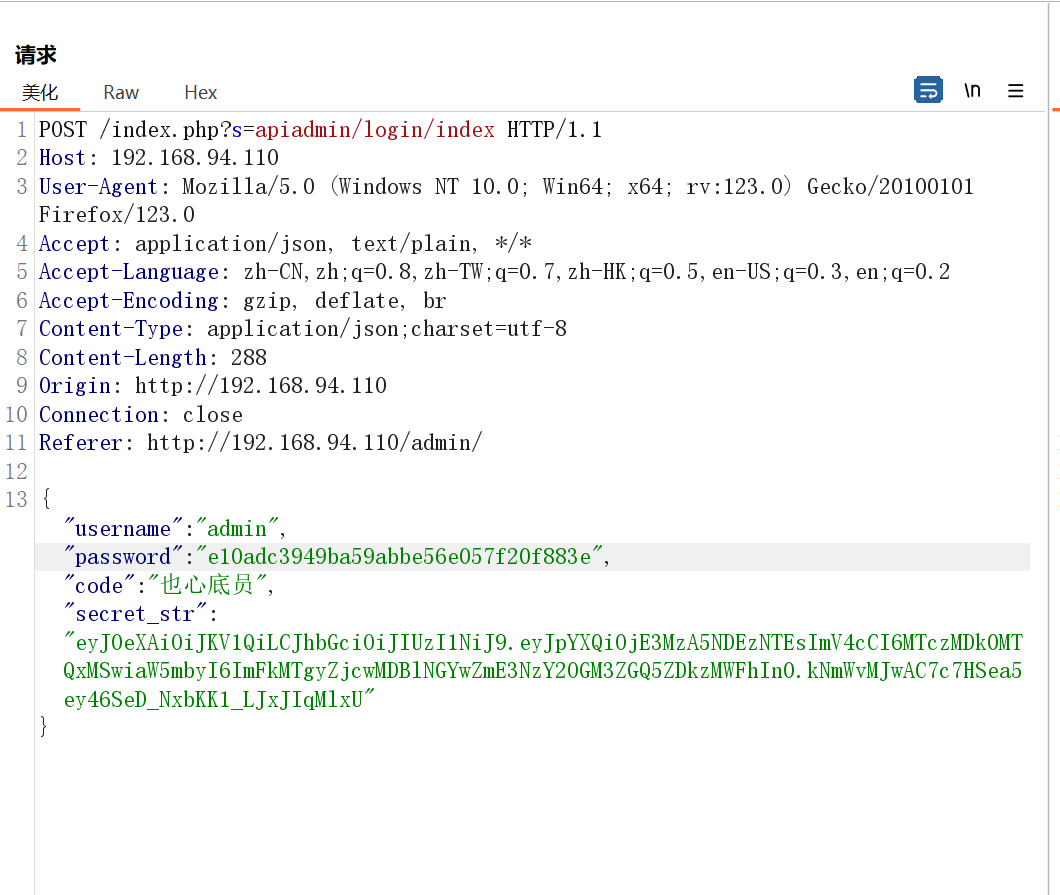 请求
美化 Raw Hex \n
1 POST /index.php?s=apiadmin/login/index HTTP/1.1
2 Host: 192.168.94.110
3 User-Agent: Mozilla/5.0 (Windows NT 10.0; Win64; x64; rv:123.0) Gecko/20100101
Firefox/123.0
4 Accept: application/json, text/plain, */*
5 Accept-Language: zh-CN,zh;q=0.8,zh-TW;q=0.7,zh-HK;q=0.5,en-US;q=0.3,en;q=0.2
6 Accept-Encoding: gzip, deflate, br
7 Content-Type: application/json;charset=utf-8
8 Content-Length: 288
9 Origin: http://192.168.94.110
10 Connection: close
11 Referer: http://192.168.94.110/admin/
12
13 {
"username":"admin",
"password":"e10adc3949ba59abbe56e057f20f883e",
"code":"也心底员",
"secret_str":
"eyJ0eXAiOiJKV1QiLCJhbGciOiJIUzI1NiJ9.eyJpYXQiOjE3MzA5NDEzNTEsImV4cCI6MTczMDk0MT
QxMSwiaW5mbyI6ImFkMTgyZjcwMDBlNGYwZmE3NzY2OGM3ZGQ5ZDkzMWFhIn0.kNmWvMJwAC7c7HSea5
ey46SeD_NxbKK1_LJxJIqMlxU"
}